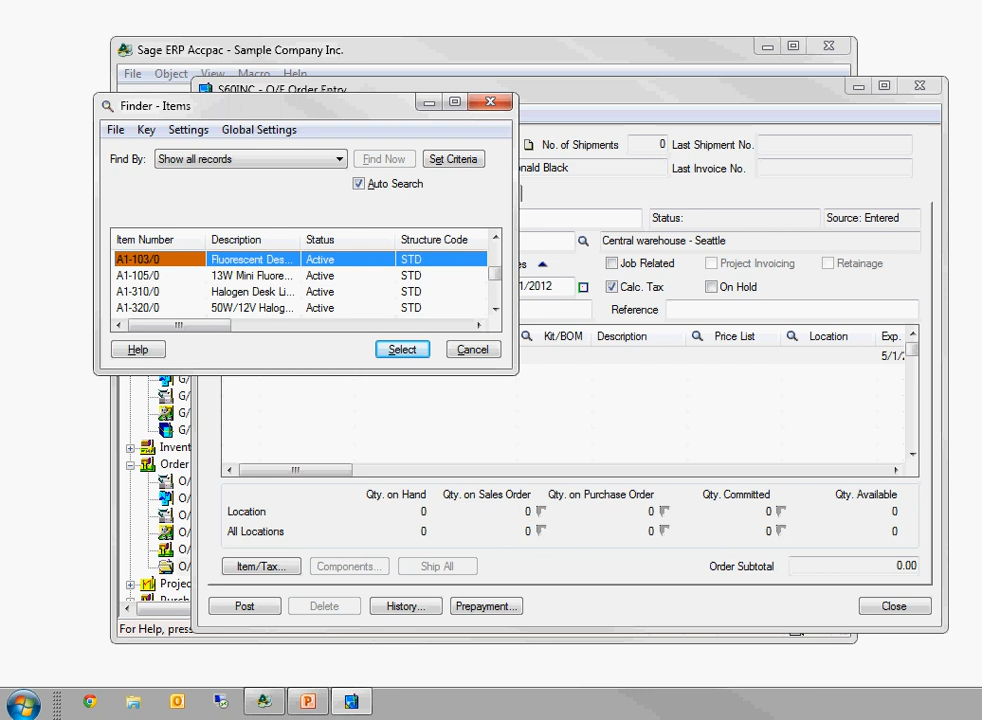 Sage ERP Accpac - Sample Company Inc.
File Object View Macro Help
S60INC - O/E Order Entry
Finder - Items
File Key Settings Global Settings
Find By: Show all records Find Now Set Criteria
Auto Search
Item Number Description Status Structure Code
A1-103/0 Fluorescent Des... Active STD
A1-105/0 13W Mini Fluore... Active STD
A1-310/0 Halogen Desk Li... Active STD
A1-320/0 50W/12V Halog... Active STD
Help Select Cancel
No. of Shipments 0 Last Shipment No.
nald Black Last Invoice No.
Status: Source: Entered
Central warehouse - Seattle
es Job Related Project Invoicing Retainage
1/2012 Calc. Tax On Hold
Reference
Kit/BOM Description Price List Location Exp.
5/1/2
G/
G/
G/
G/
Invent
Order
O/
O/
O/
O/
O/
O/
Projec
Purch
For Help, press
Qty. on Hand Qty. on Sales Order Qty. on Purchase Order Qty. Committed Qty. Available
Location 0 0 0 0 0
All Locations 0 0 0 0 0
Item/Tax... Components... Ship All Order Subtotal 0.00
Post Delete History... Prepayment... Close